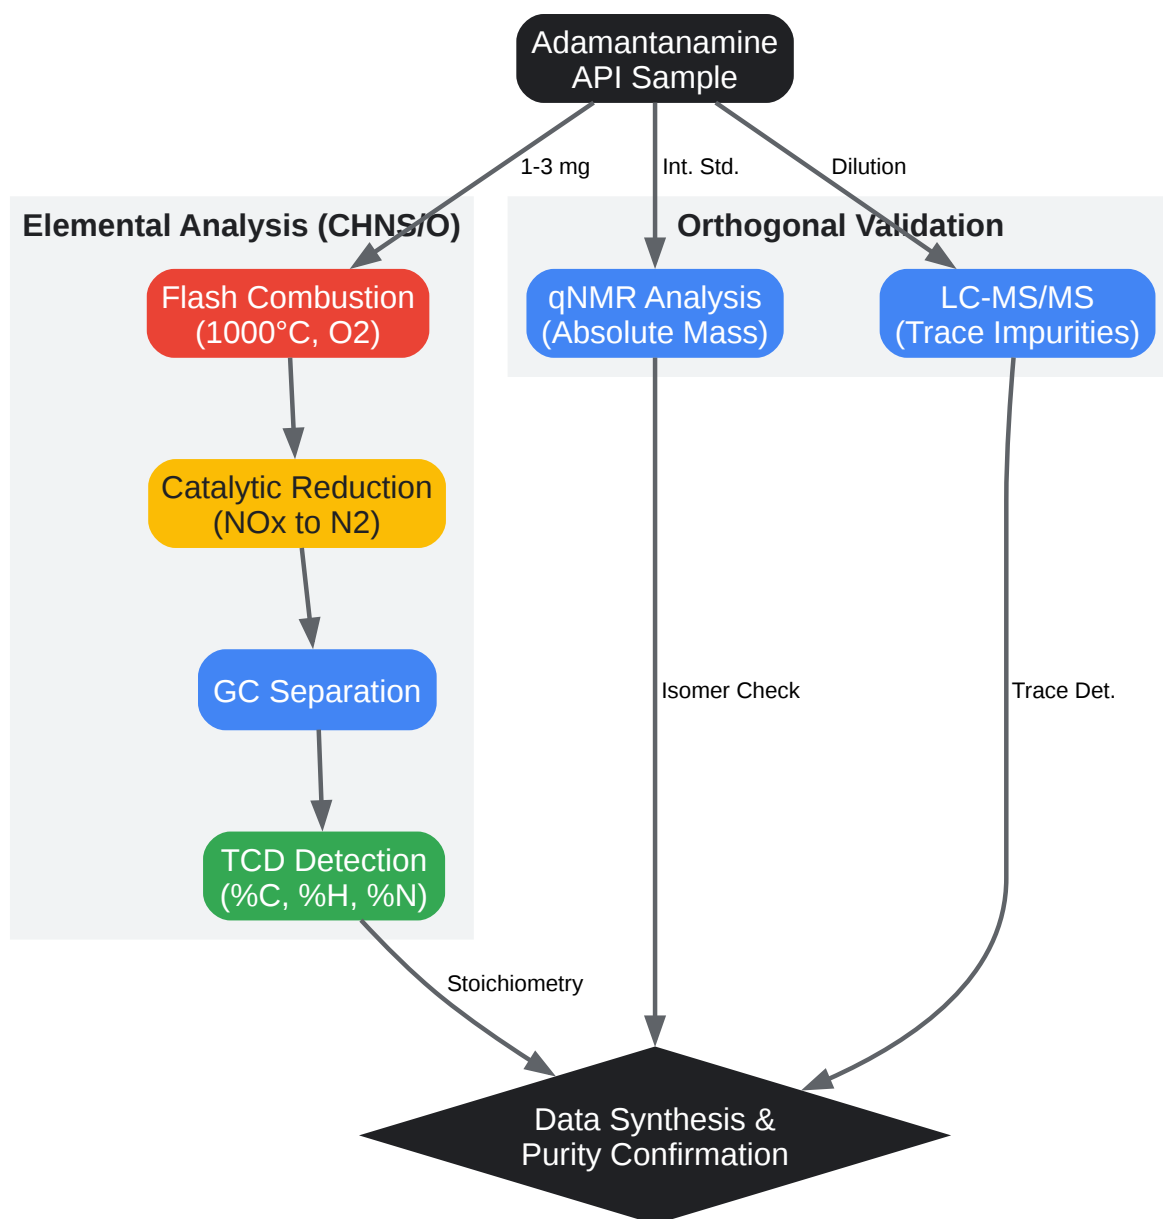 Adamantanamine
API Sample
1-3 mg
Int. Std.
Dilution
Elemental Analysis (CHNS/O)
Orthogonal Validation
Flash Combustion
(1000°C, O2)
qNMR Analysis
(Absolute Mass)
LC-MS/MS
(Trace Impurities)
Catalytic Reduction
(NOx to N2)
GC Separation
Isomer Check
Trace Det.
TCD Detection
(%C, %H, %N)
Stoichiometry
Data Synthesis &
Purity Confirmation